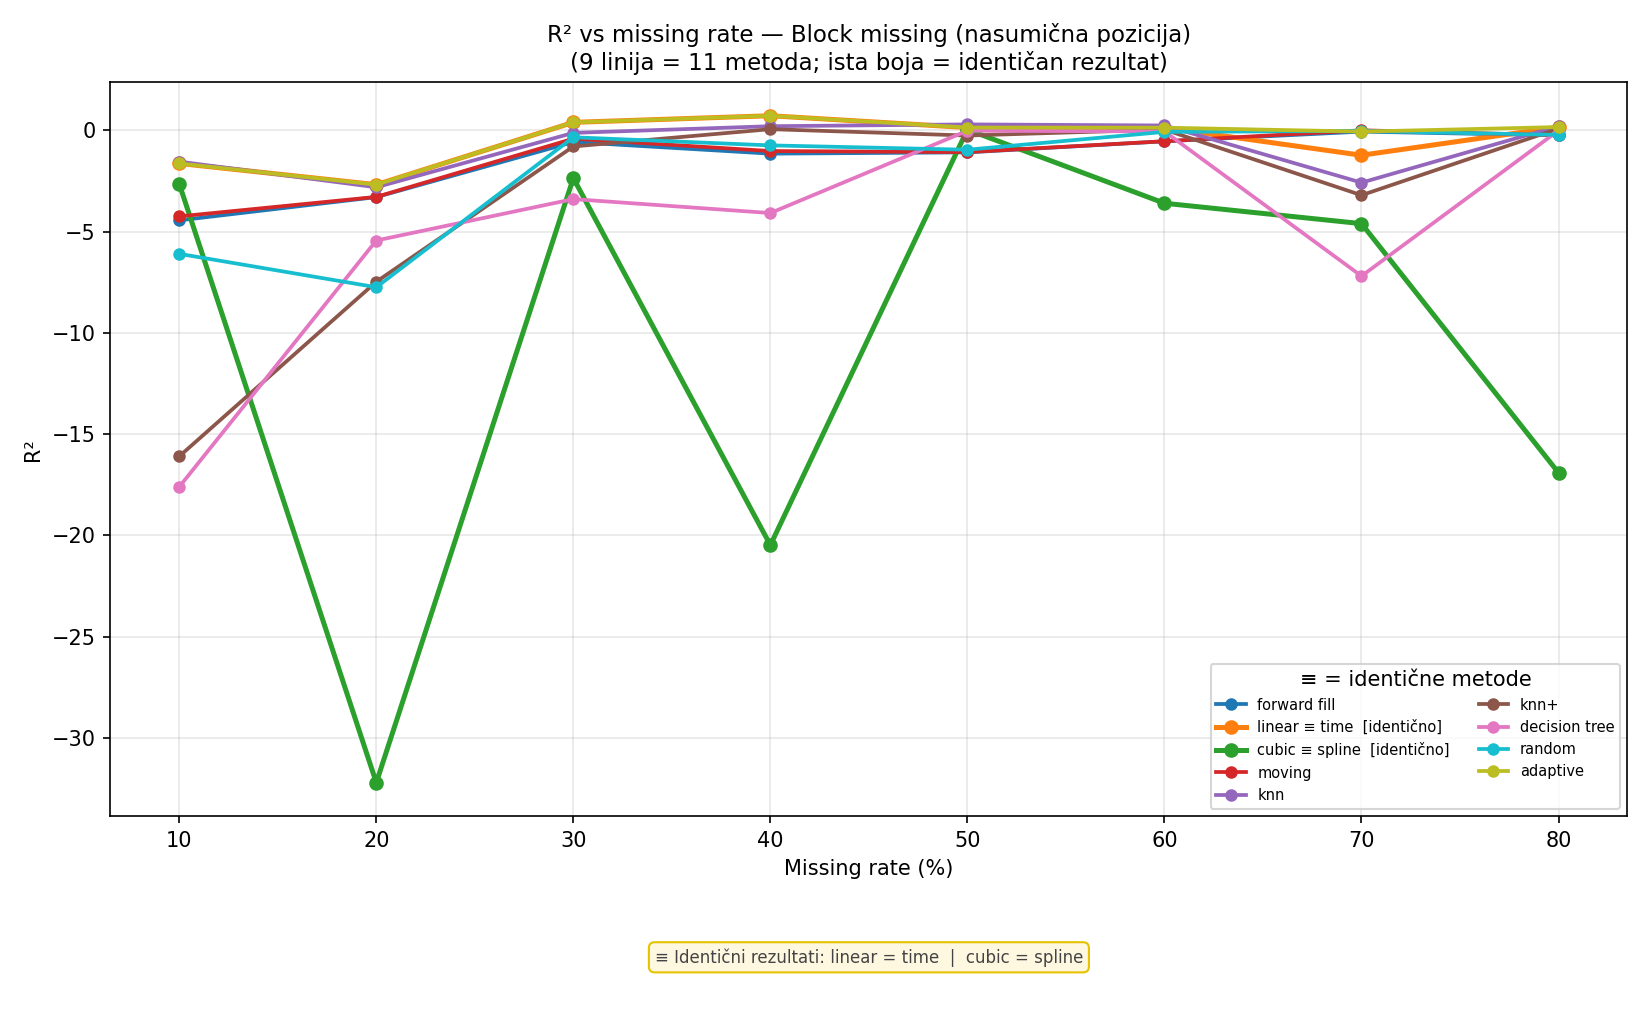 R² vs missing rate — Block missing (nasumična pozicija)
(9 linija = 11 metoda; ista boja = identičan rezultat)
R²
0
−5
−10
−15
−20
−25
−30
10 20 30 40 50 60 70 80
Missing rate (%)
≡ = identične metode
forward fill
linear ≡ time [identično]
cubic ≡ spline [identično]
moving
knn
knn+
decision tree
random
adaptive
≡ Identični rezultati: linear = time | cubic = spline